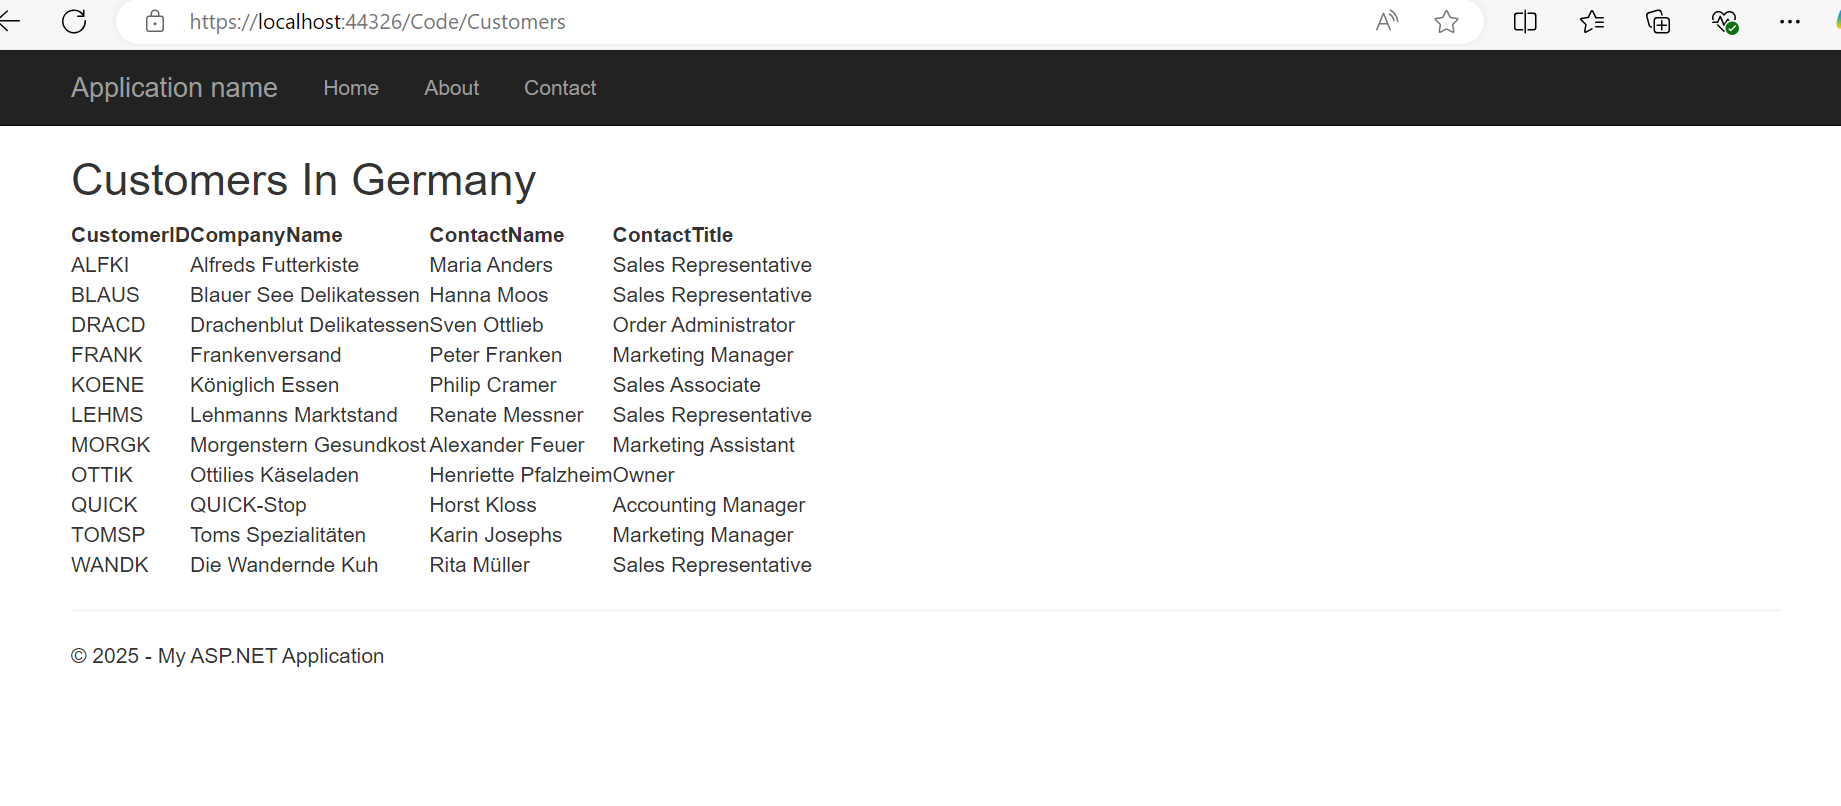 https://localhost:44326/Code/Customers
Application name Home About Contact
Customers In Germany
CustomerID CompanyName ContactName ContactTitle
ALFKI Alfreds Futterkiste Maria Anders Sales Representative
BLAUS Blauer See Delikatessen Hanna Moos Sales Representative
DRACD Drachenblut Delikatessen Sven Ottlieb Order Administrator
FRANK Frankenversand Peter Franken Marketing Manager
KOENE Königlich Essen Philip Cramer Sales Associate
LEHMS Lehmanns Marktstand Renate Messner Sales Representative
MORGK Morgenstern Gesundkost Alexander Feuer Marketing Assistant
OTTIK Ottilies Käseladen Henriette Pfalzheim Owner
QUICK QUICK-Stop Horst Kloss Accounting Manager
TOMSP Toms Spezialitäten Karin Josephs Marketing Manager
WANDK Die Wandernde Kuh Rita Müller Sales Representative
© 2025 - My ASP.NET Application